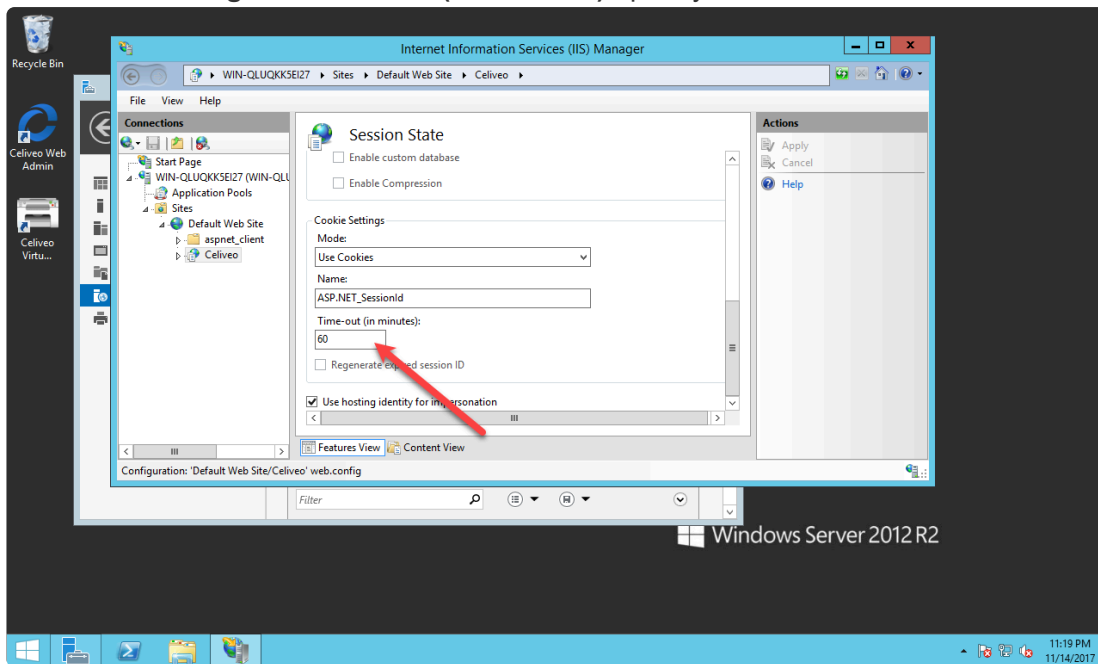 Recycle Bin
Celiveo Web
Admin
Celiveo
Virtu...
Internet Information Services (IIS) Manager
WIN-QLUQKK5EI27 Sites Default Web Site Celiveo
File View Help
Connections
Start Page
WIN-QLUQKK5EI27 (WIN-QLU
Application Pools
Sites
Default Web Site
aspnet_client
Celiveo
Session State
Enable custom database
Enable Compression
Cookie Settings
Mode:
Use Cookies
Name:
ASP.NET_SessionId
Time-out (in minutes):
60
Regenerate expired session ID
Use hosting identity for impersonation
Features View Content View
Actions
Apply
Cancel
Help
Configuration: 'Default Web Site/Celiveo' web.config
Filter
Windows Server 2012 R2
11:19 PM
11/14/2017